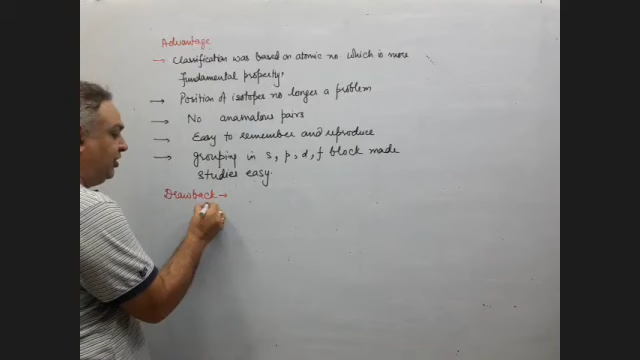 Advantage
→ Classification was based on atomic no which is more
fundamental property,
→ Position of isotopes no longer a problem
→ No anamalous pairs
→ Easy to remember and reproduce
→ grouping in s, p, d, f block made
studies easy.
Drawback →